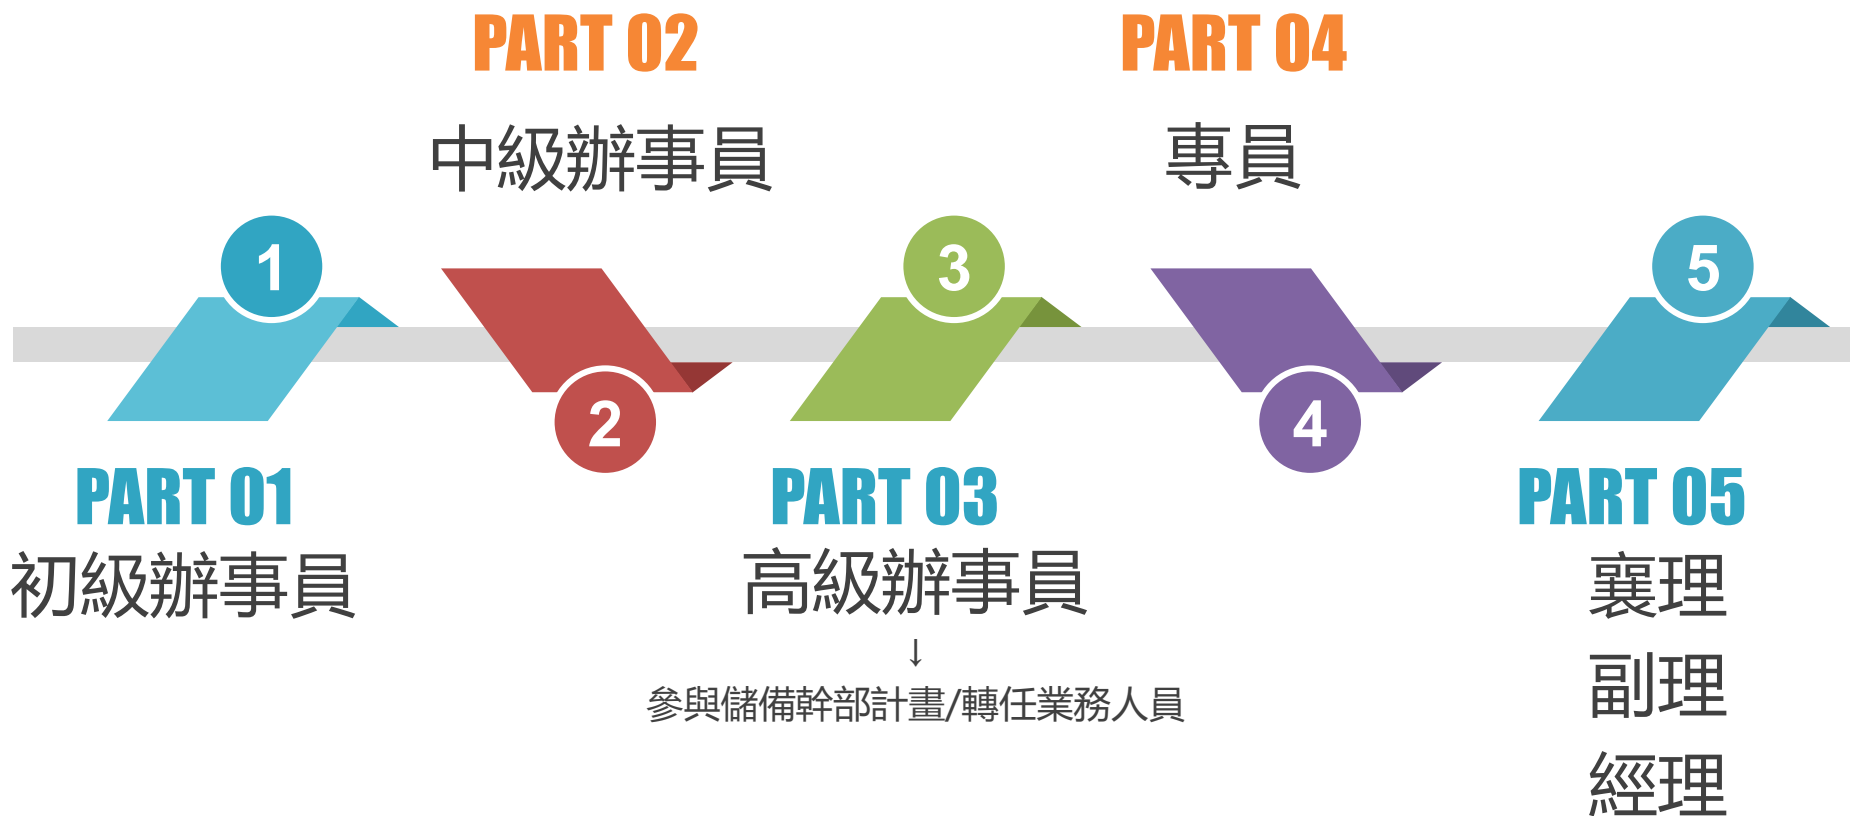 PART 01
1
初級辦事員
PART 02
中級辦事員
2
3
PART 03
高級辦事員
↓
參與儲備幹部計畫/轉任業務人員
PART 04
專員
4
5
PART 05
襄理
副理
經理